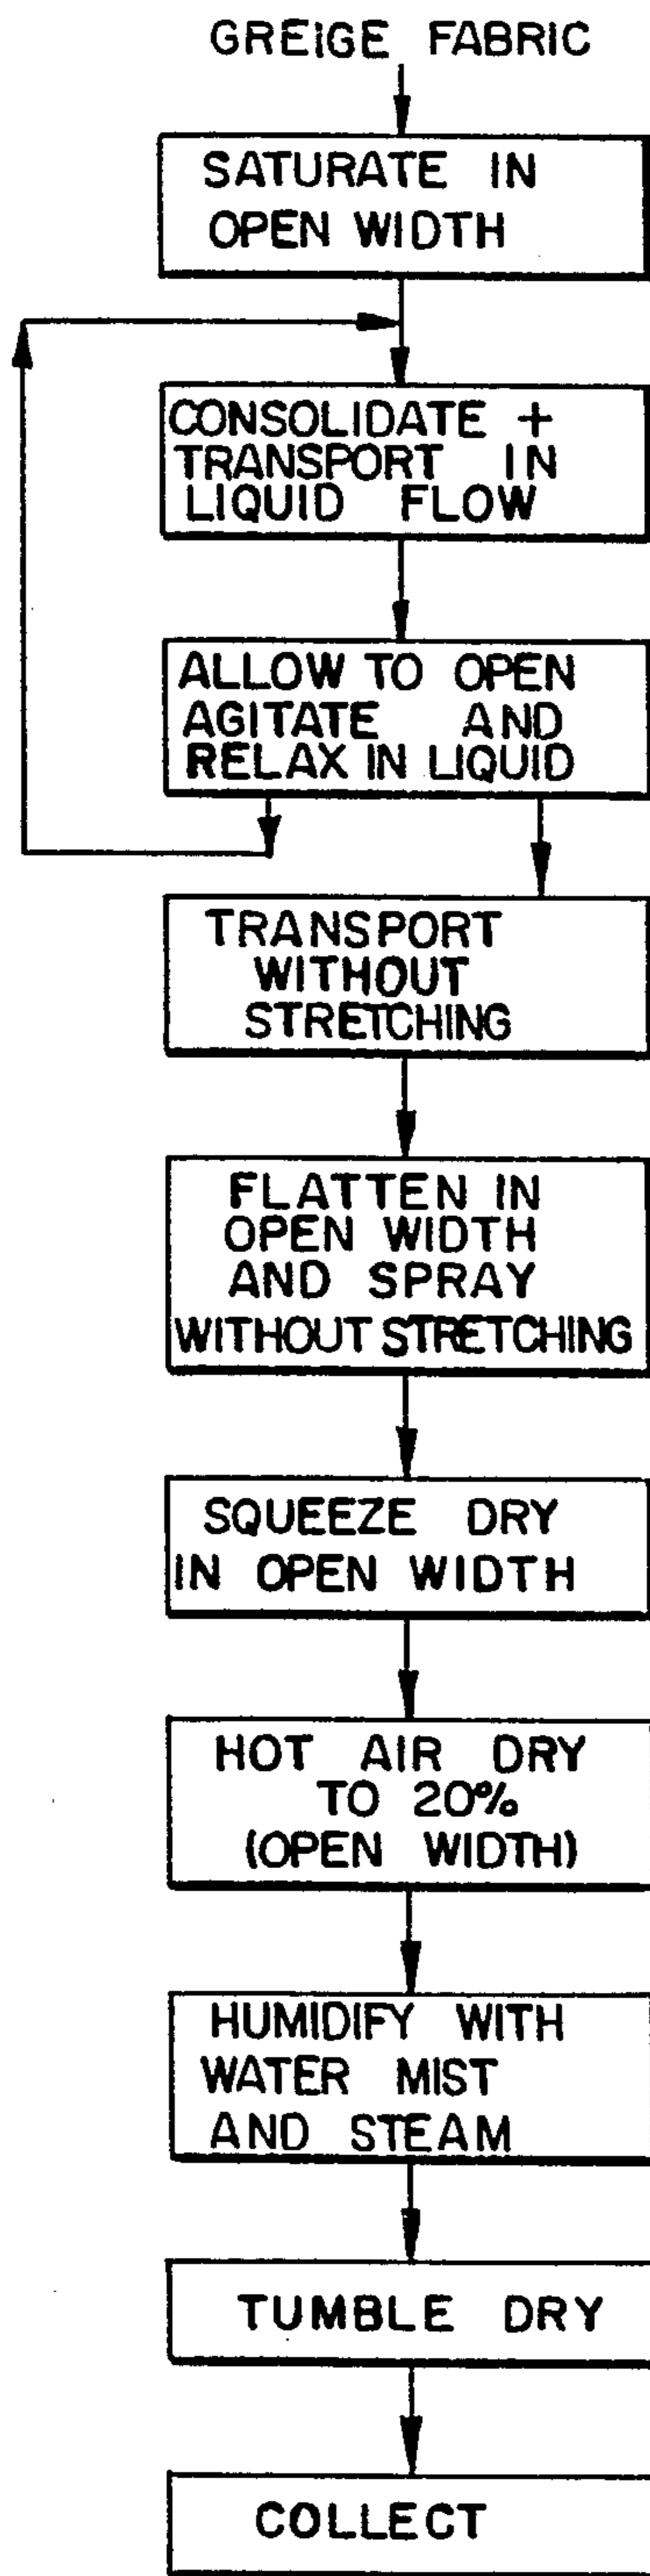 GREIGE FABRIC
SATURATE IN
OPEN WIDTH
CONSOLIDATE +
TRANSPORT IN
LIQUID FLOW
ALLOW TO OPEN
AGITATE AND
RELAX IN LIQUID
TRANSPORT
WITHOUT
STRETCHING
FLATTEN IN
OPEN WIDTH
AND SPRAY
WITHOUT STRETCHING
SQUEEZE DRY
IN OPEN WIDTH
HOT AIR DRY
TO 20%
(OPEN WIDTH)
HUMIDIFY WITH
WATER MIST
AND STEAM
TUMBLE DRY
COLLECT